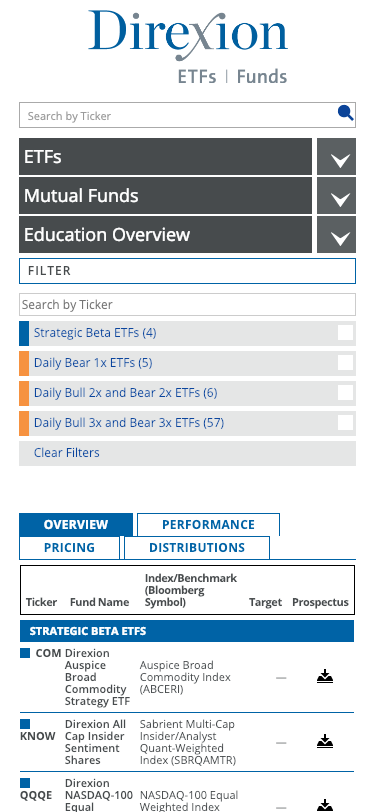 Direxion
ETFs | Funds
Search by Ticker
ETFs
Mutual Funds
Education Overview
FILTER
Search by Ticker
Strategic Beta ETFs (4)
Daily Bear 1x ETFs (5)
Daily Bull 2x and Bear 2x ETFs (6)
Daily Bull 3x and Bear 3x ETFs (57)
Clear Filters
OVERVIEW PERFORMANCE
PRICING DISTRIBUTIONS
Index/Benchmark
(Bloomberg
Ticker Fund Name Symbol) Target Prospectus
STRATEGIC BETA ETFS
COM Direxion
Auspice Auspice Broad
Broad Commodity Index
Commodity (ABCERI) —
Strategy ETF
Direxion All Sabrient Multi-Cap
KNOW Cap Insider Insider/Analyst
Sentiment Quant-Weighted —
Shares Index (SBRQAMTR)
Direxion
QQQE NASDAQ-100 NASDAQ-100 Equal
Equal Weighted Index —